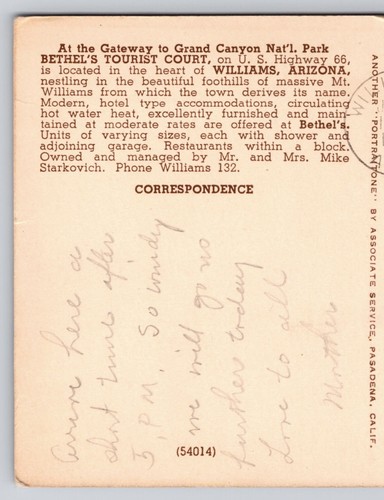 At the Gateway to Grand Canyon Nat'l. Park
BETHEL'S TOURIST COURT, on U. S. Highway 66,
is located in the heart of WILLIAMS, ARIZONA,
nestling in the beautiful foothills of massive Mt.
Williams from which the town derives its name.
Modern, hotel type accommodations, circulating
hot water heat, excellently furnished and main-
tained at moderate rates are offered at Bethel's.
Units of varying sizes, each with shower and
adjoining garage. Restaurants within a block.
Owned and managed by Mr. and Mrs. Mike
Starkovich. Phone Williams 132.
CORRESPONDENCE
here a
short time after
5 P.M. So windy
we will go no
further today
Love to all
Mother
(54014)
ANOTHER "PORTRAITONE" BY ASSOCIATE SERVICE, PASADENA, CALIF.